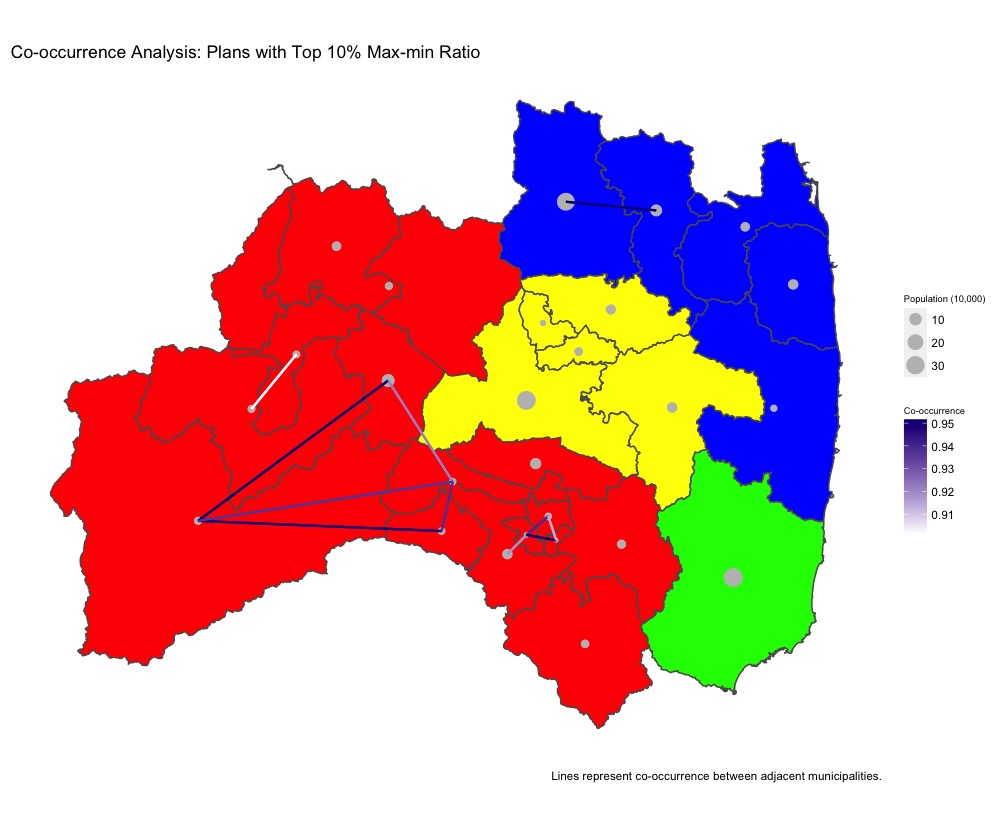 Co-occurrence Analysis: Plans with Top 10% Max-min Ratio
Population (10,000)
10
20
30
Co-occurrence
0.95
0.94
0.93
0.92
0.91
Lines represent co-occurrence between adjacent municipalities.